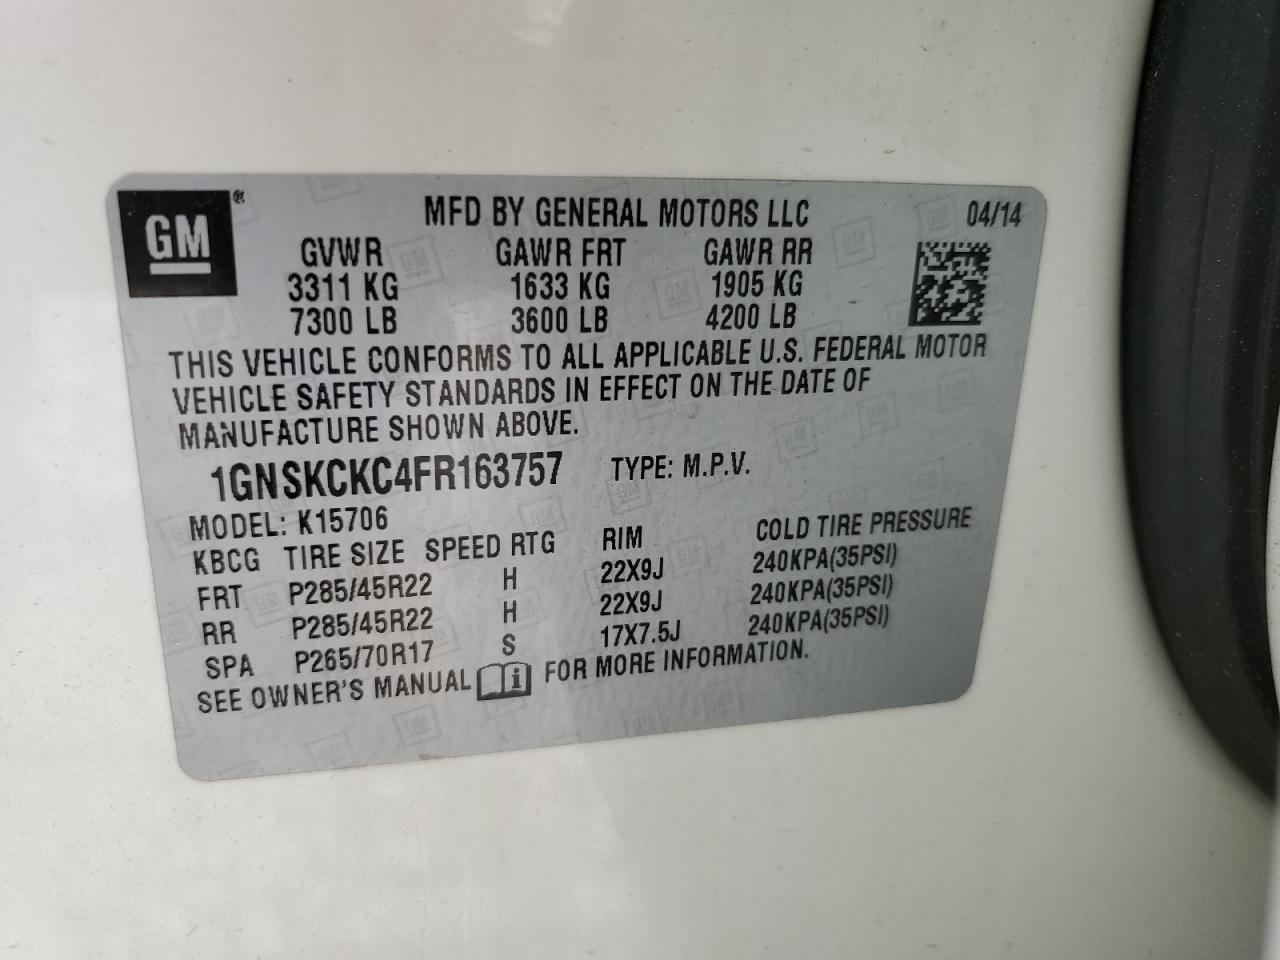 GM®
MFD BY GENERAL MOTORS LLC 04/14
GVWR GAWR FRT GAWR RR
3311 KG 1633 KG 1905 KG
7300 LB 3600 LB 4200 LB
THIS VEHICLE CONFORMS TO ALL APPLICABLE U.S. FEDERAL MOTOR
VEHICLE SAFETY STANDARDS IN EFFECT ON THE DATE OF
MANUFACTURE SHOWN ABOVE.
1GNSKCKC4FR163757 TYPE: M.P.V.
MODEL: K15706
KBCG TIRE SIZE SPEED RTG RIM COLD TIRE PRESSURE
FRT P285/45R22 H 22X9J 240KPA(35PSI)
RR P285/45R22 H 22X9J 240KPA(35PSI)
SPA P265/70R17 S 17X7.5J 240KPA(35PSI)
SEE OWNER'S MANUAL i FOR MORE INFORMATION.